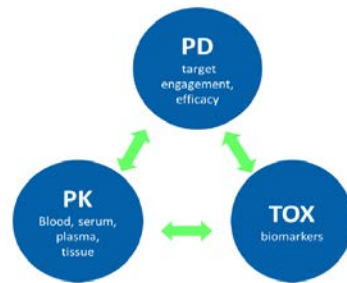 PD
target
engagement,
efficacy
PK
Blood, serum,
plasma,
tissue
TOX
biomarkers